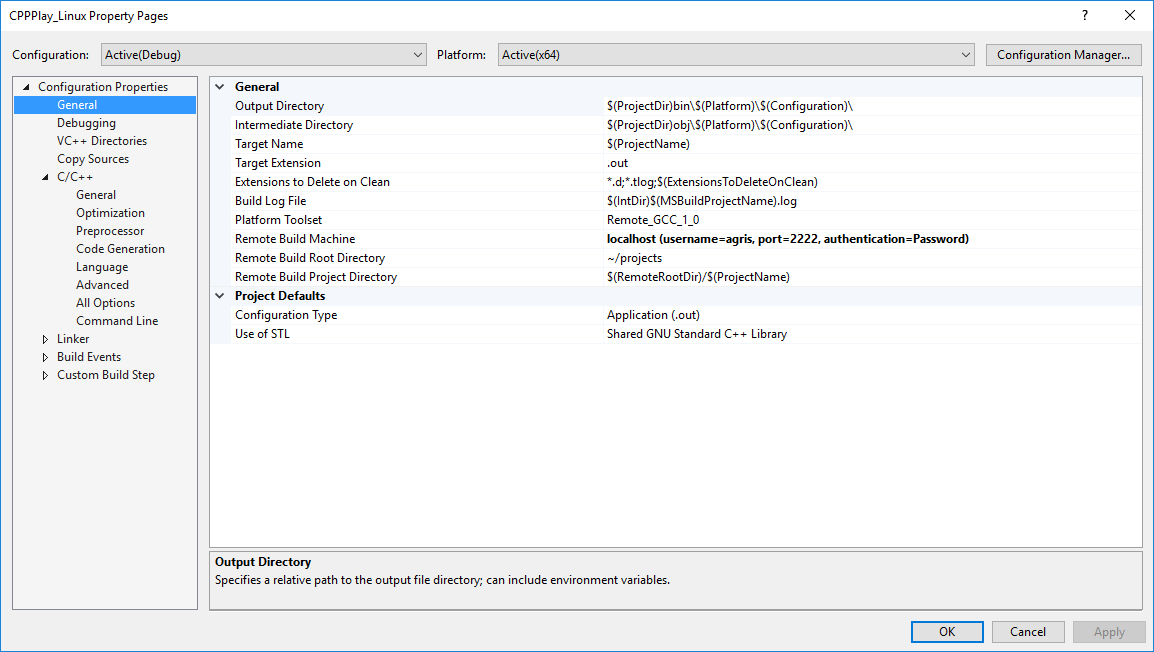 CPPPlay_Linux Property Pages
?
Configuration: Active(Debug) Platform: Active(x64) Configuration Manager...
Configuration Properties
General
Debugging
VC++ Directories
Copy Sources
C/C++
General
Optimization
Preprocessor
Code Generation
Language
Advanced
All Options
Command Line
Linker
Build Events
Custom Build Step
General
Output Directory $(ProjectDir)bin\$(Platform)\$(Configuration)\
Intermediate Directory $(ProjectDir)obj\$(Platform)\$(Configuration)\
Target Name $(ProjectName)
Target Extension .out
Extensions to Delete on Clean *.d;*.tlog;$(ExtensionsToDeleteOnClean)
Build Log File $(IntDir)$(MSBuildProjectName).log
Platform Toolset Remote_GCC_1_0
Remote Build Machine localhost (username=agris, port=2222, authentication=Password)
Remote Build Root Directory ~/projects
Remote Build Project Directory $(RemoteRootDir)/$(ProjectName)
Project Defaults
Configuration Type Application (.out)
Use of STL Shared GNU Standard C++ Library
Output Directory
Specifies a relative path to the output file directory; can include environment variables.
OK Cancel Apply